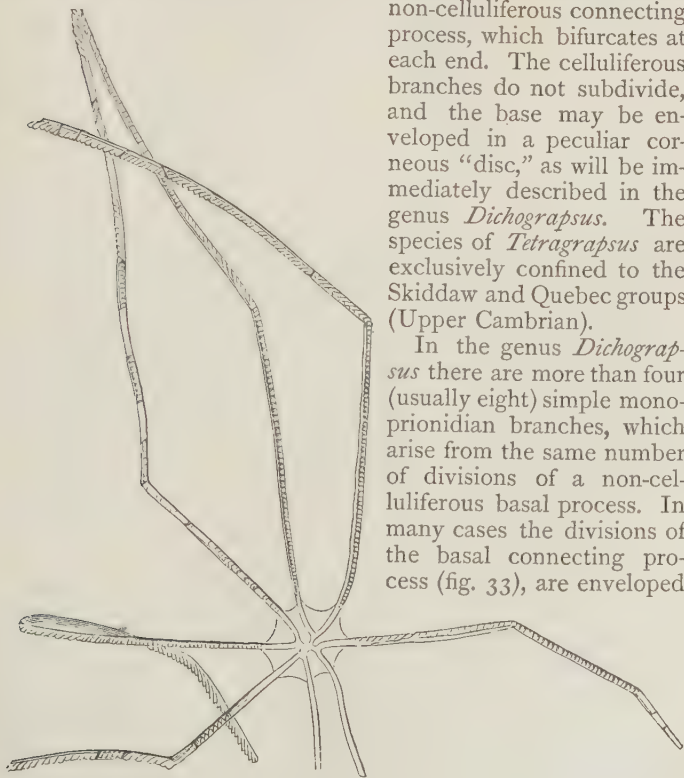 non-celluliferous connecting
process, which bifurcates at
each end. The celluliferous
branches do not subdivide,
and the base may be en-
veloped in a peculiar cor-
neous “disc,” as will be im-
mediately described in the
genus Dichograpsus. The
species of Tetragrapsus are
exclusively confined to the
Skiddaw and Quebec groups
(Upper Cambrian).
In the genus Dichograp-
sus there are more than four
(usually eight) simple mono-
prionidian branches, which
arise from the same number
of divisions of a non-cel-
luliferous basal process. In
many cases the divisions of
the basal connecting pro-
cess (fig. 33), are enveloped